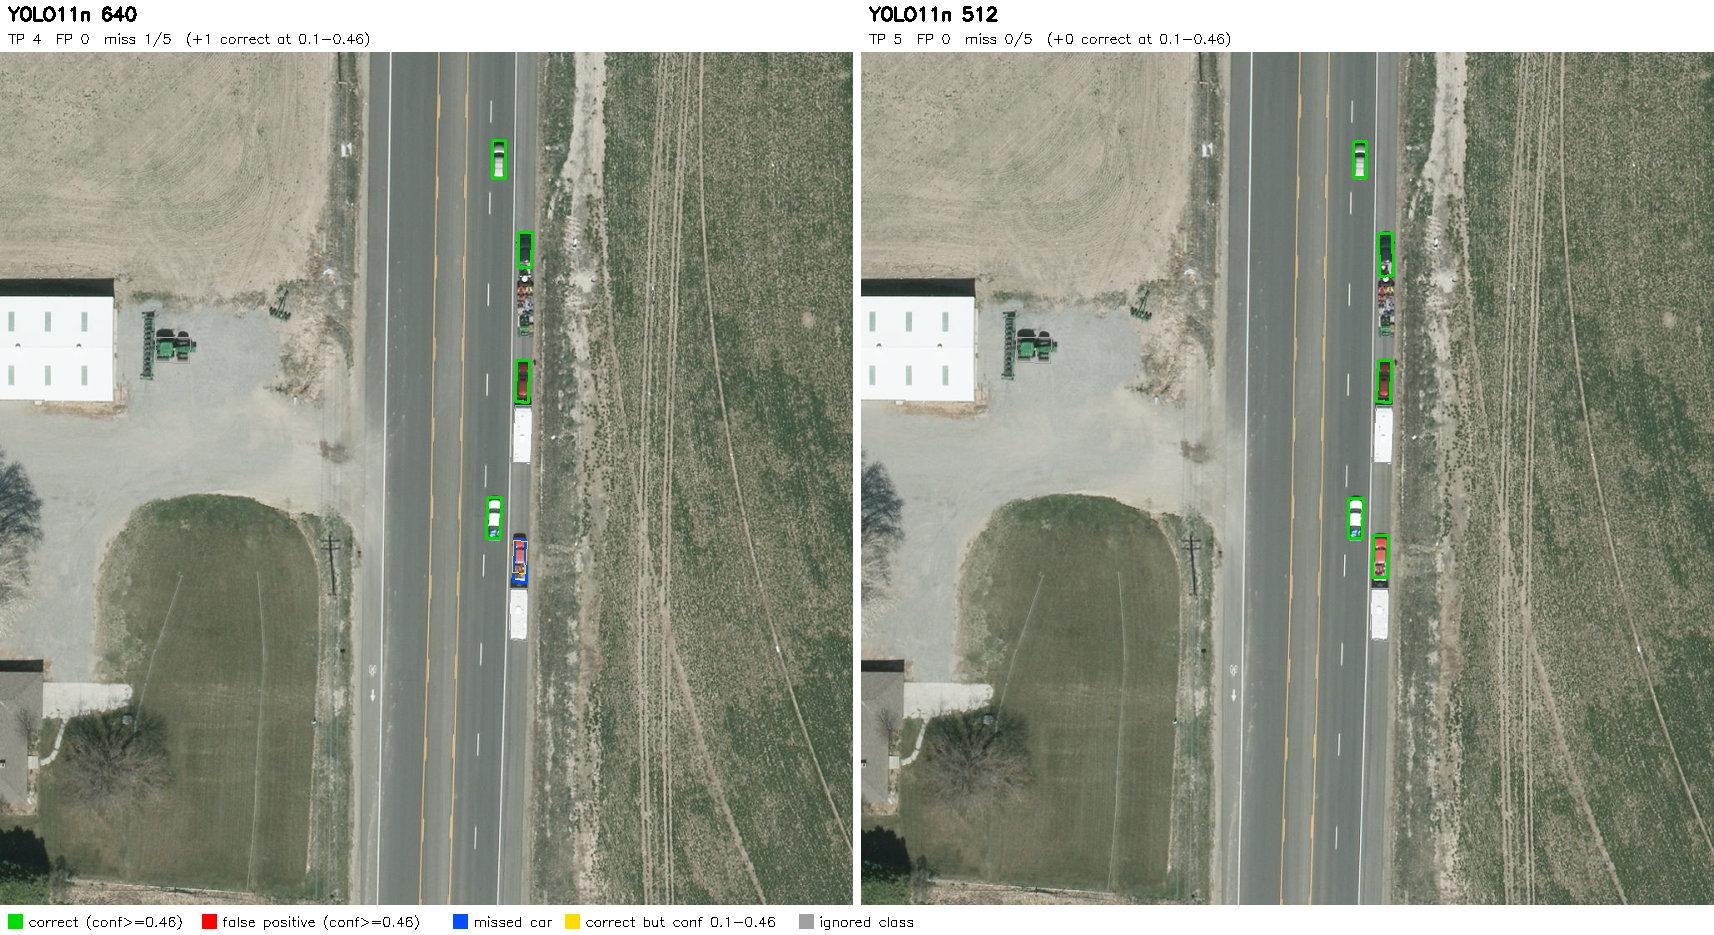 YOLO11n 640
TP 4 FP 0 miss 1/5 (+1 correct at 0.1-0.46)
YOLO11n 512
TP 5 FP 0 miss 0/5 (+0 correct at 0.1-0.46)
correct (conf>=0.46)
false positive (conf>=0.46)
missed car
correct but conf 0.1-0.46
ignored class